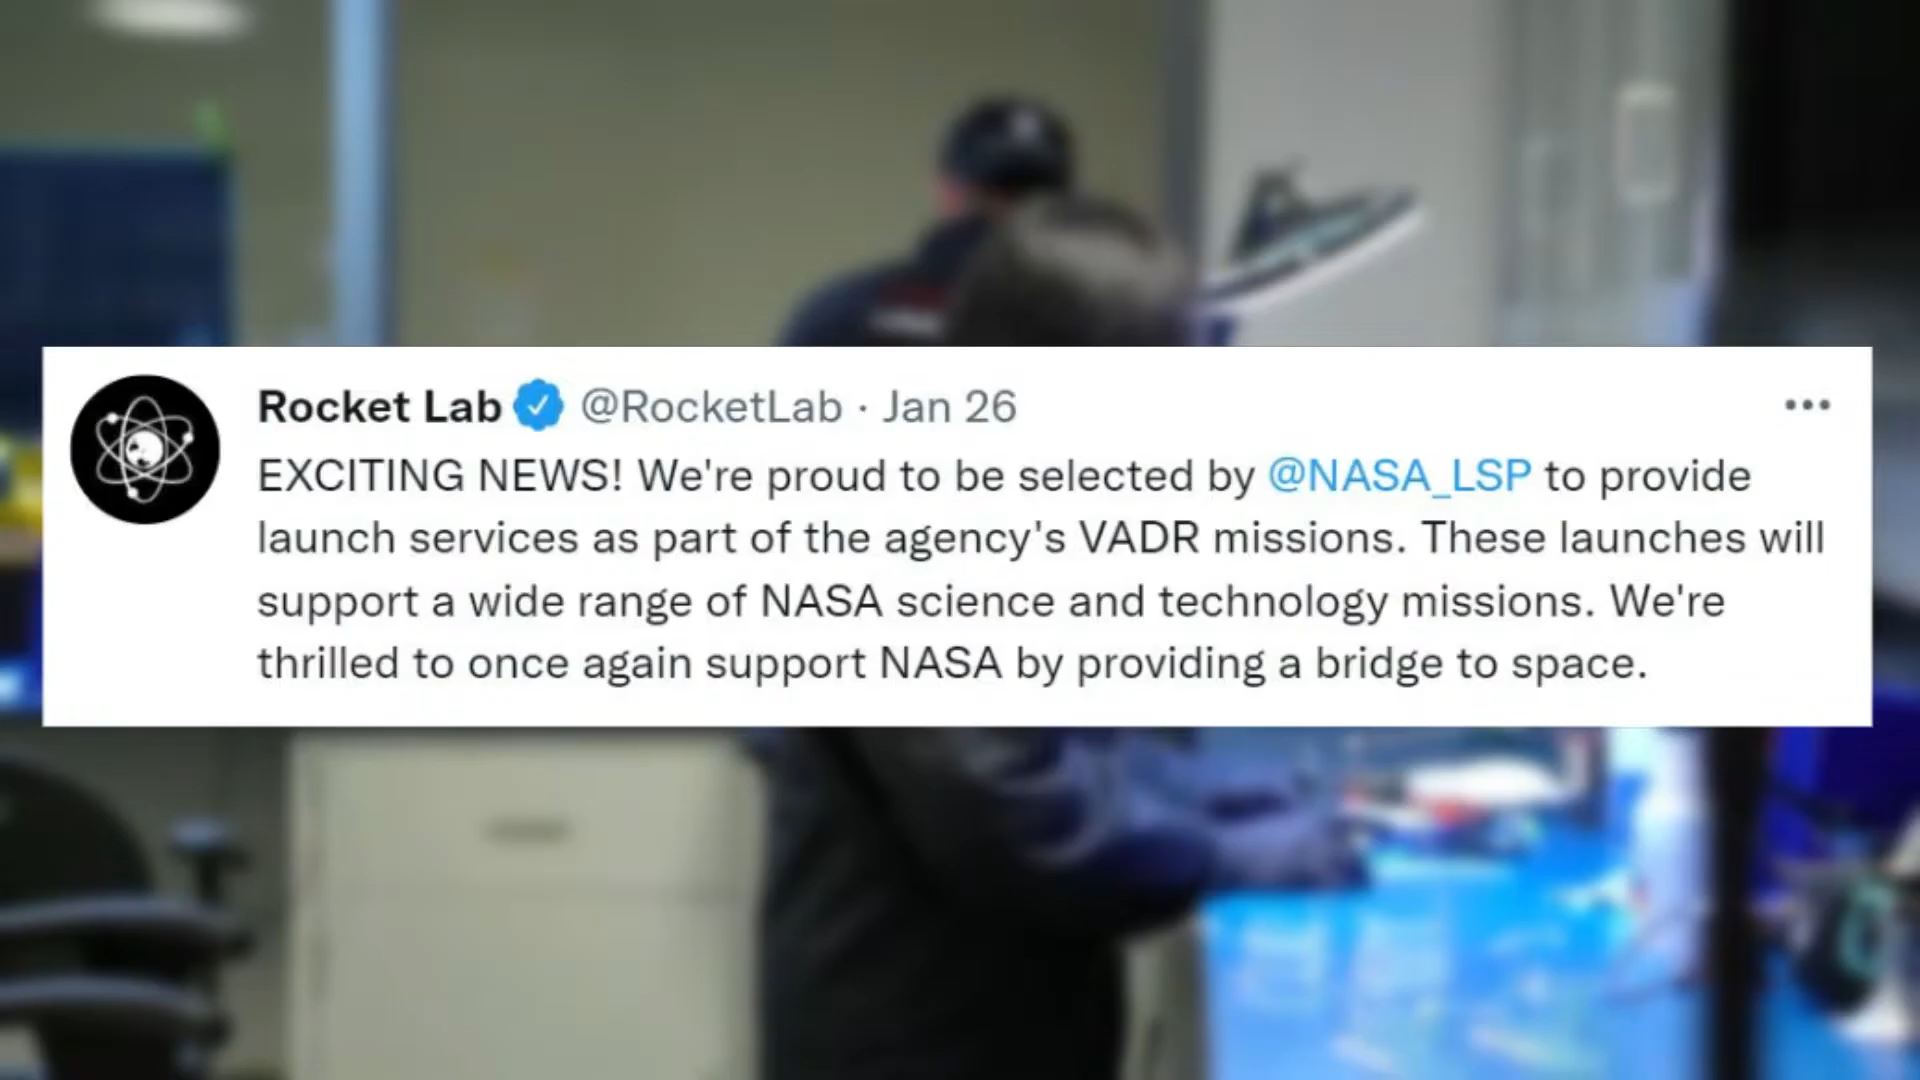 Rocket Lab @RocketLab · Jan 26
EXCITING NEWS! We're proud to be selected by @NASA_LSP to provide
launch services as part of the agency's VADR missions. These launches will
support a wide range of NASA science and technology missions. We're
thrilled to once again support NASA by providing a bridge to space.